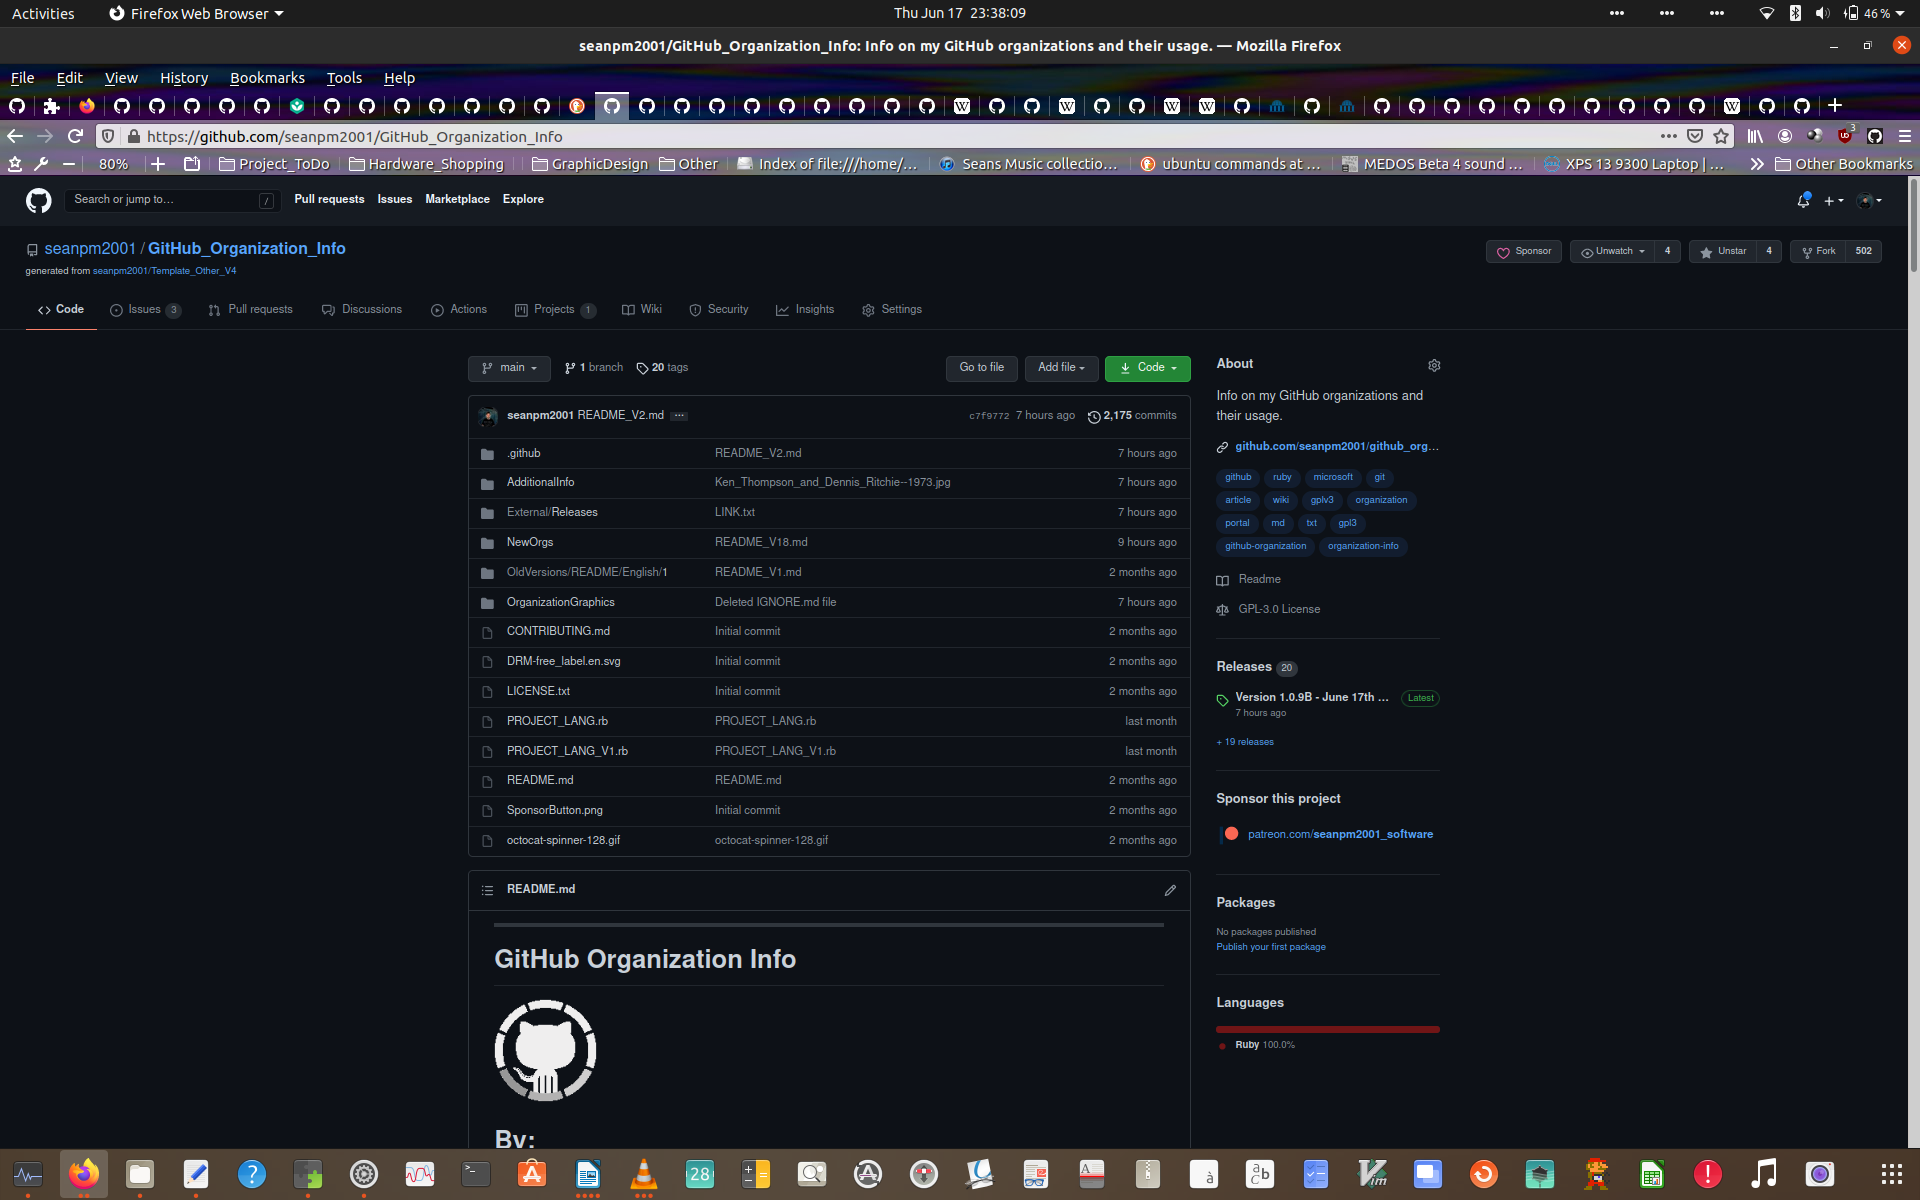 Activities Firefox Web Browser Thu Jun 17 23:38:09 46 %
seanpm2001/GitHub_Organization_Info: Info on my GitHub organizations and their usage. — Mozilla Firefox
File Edit View History Bookmarks Tools Help
https://github.com/seanpm2001/GitHub_Organization_Info 3
80% Project_ToDo Hardware_Shopping GraphicDesign Other Index of file:///home/... Seans Music collectio... ubuntu commands at ... MEDOS Beta 4 sound ... XPS 13 9300 Laptop | ... Other Bookmarks
Search or jump to... / Pull requests Issues Marketplace Explore
seanpm2001 / GitHub_Organization_Info Sponsor Unwatch 4 Unstar 4 Fork 502
generated from seanpm2001/Template_Other_V4
Code Issues 3 Pull requests Discussions Actions Projects 1 Wiki Security Insights Settings
main 1 branch 20 tags Go to file Add file Code
seanpm2001 README_V2.md ... c7f9772 7 hours ago 2,175 commits
.github README_V2.md 7 hours ago
AdditionalInfo Ken_Thompson_and_Dennis_Ritchie--1973.jpg 7 hours ago
External/Releases LINK.txt 7 hours ago
NewOrgs README_V18.md 9 hours ago
OldVersions/README/English/1 README_V1.md 2 months ago
OrganizationGraphics Deleted IGNORE.md file 7 hours ago
CONTRIBUTING.md Initial commit 2 months ago
DRM-free_label.en.svg Initial commit 2 months ago
LICENSE.txt Initial commit 2 months ago
PROJECT_LANG.rb PROJECT_LANG.rb last month
PROJECT_LANG_V1.rb PROJECT_LANG_V1.rb last month
README.md README.md 2 months ago
SponsorButton.png Initial commit 2 months ago
octocat-spinner-128.gif octocat-spinner-128.gif 2 months ago
README.md
GitHub Organization Info
By:
About
Info on my GitHub organizations and
their usage.
github.com/seanpm2001/github_org...
github ruby microsoft git
article wiki gplv3 organization
portal md txt gpl3
github-organization organization-info
Readme
GPL-3.0 License
Releases 20
Version 1.0.9B - June 17th ... Latest
7 hours ago
+ 19 releases
Sponsor this project
patreon.com/seanpm2001_software
Packages
No packages published
Publish your first package
Languages
Ruby 100.0%
28